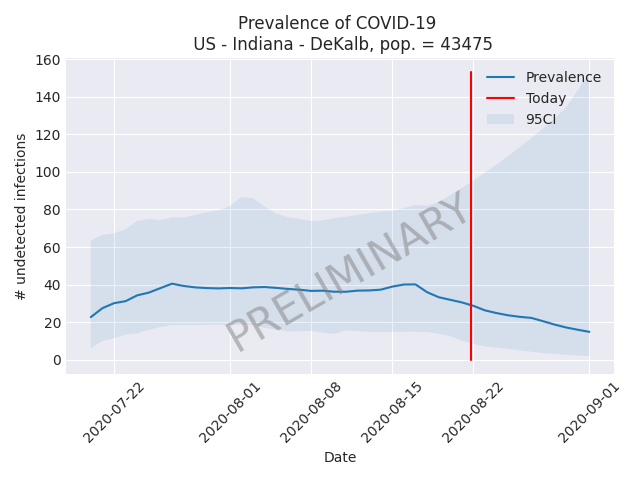 Prevalence of COVID-19
US - Indiana - DeKalb, pop. = 43475
160
140
120
100
80
60
40
20
0
# undetected infections
Prevalence
Today
95CI
PRELIMINARY
2020-07-22
2020-08-01
2020-08-08
2020-08-15
2020-08-22
2020-09-01
Date